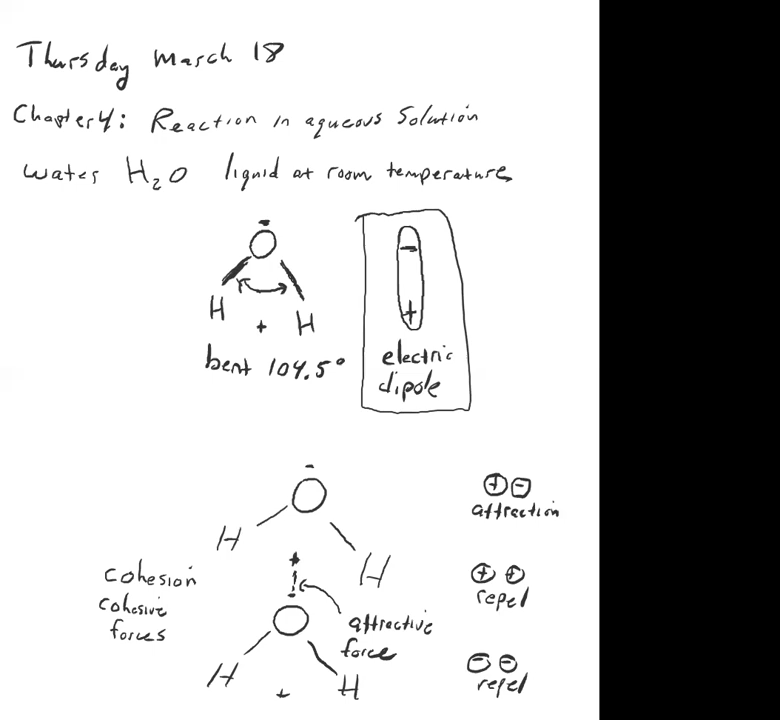 Thursday March 18
Chapter 4: Reaction in aqueous Solution
Water H₂O liquid at room temperature
-
O
H + H
bent 104.5°
-
+
electric
dipole
-
O
H H
+
-
O
H H
+
cohesion
cohesive
forces
attractive
force
+ -
attraction
+ +
repel
- -
repel